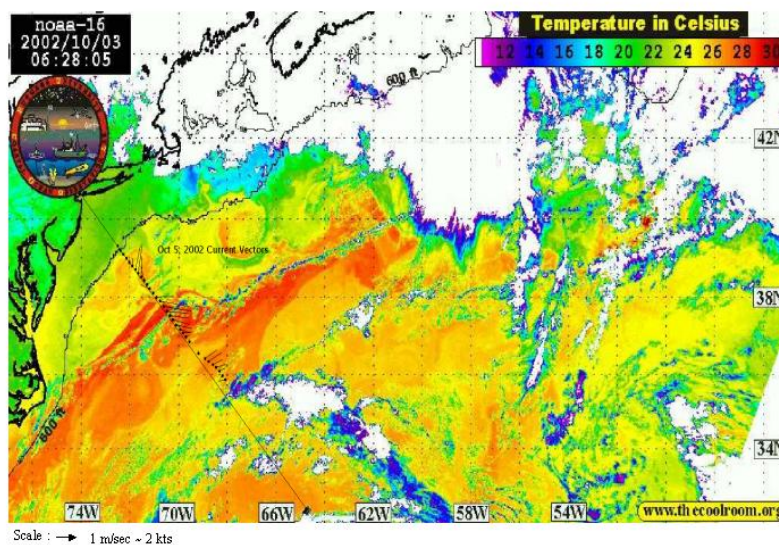 noaa-16
2002/10/03
06:28:05
Temperature in Celsius
12 14 16 18 20 22 24 26 28 30
600 ft
42N
Oct 5, 2002 Current Vectors
38N
600 ft
34N
74W 70W 66W 62W 58W 54W
www.thecoolroom.org
Scale : 1 m/sec ~ 2 kts